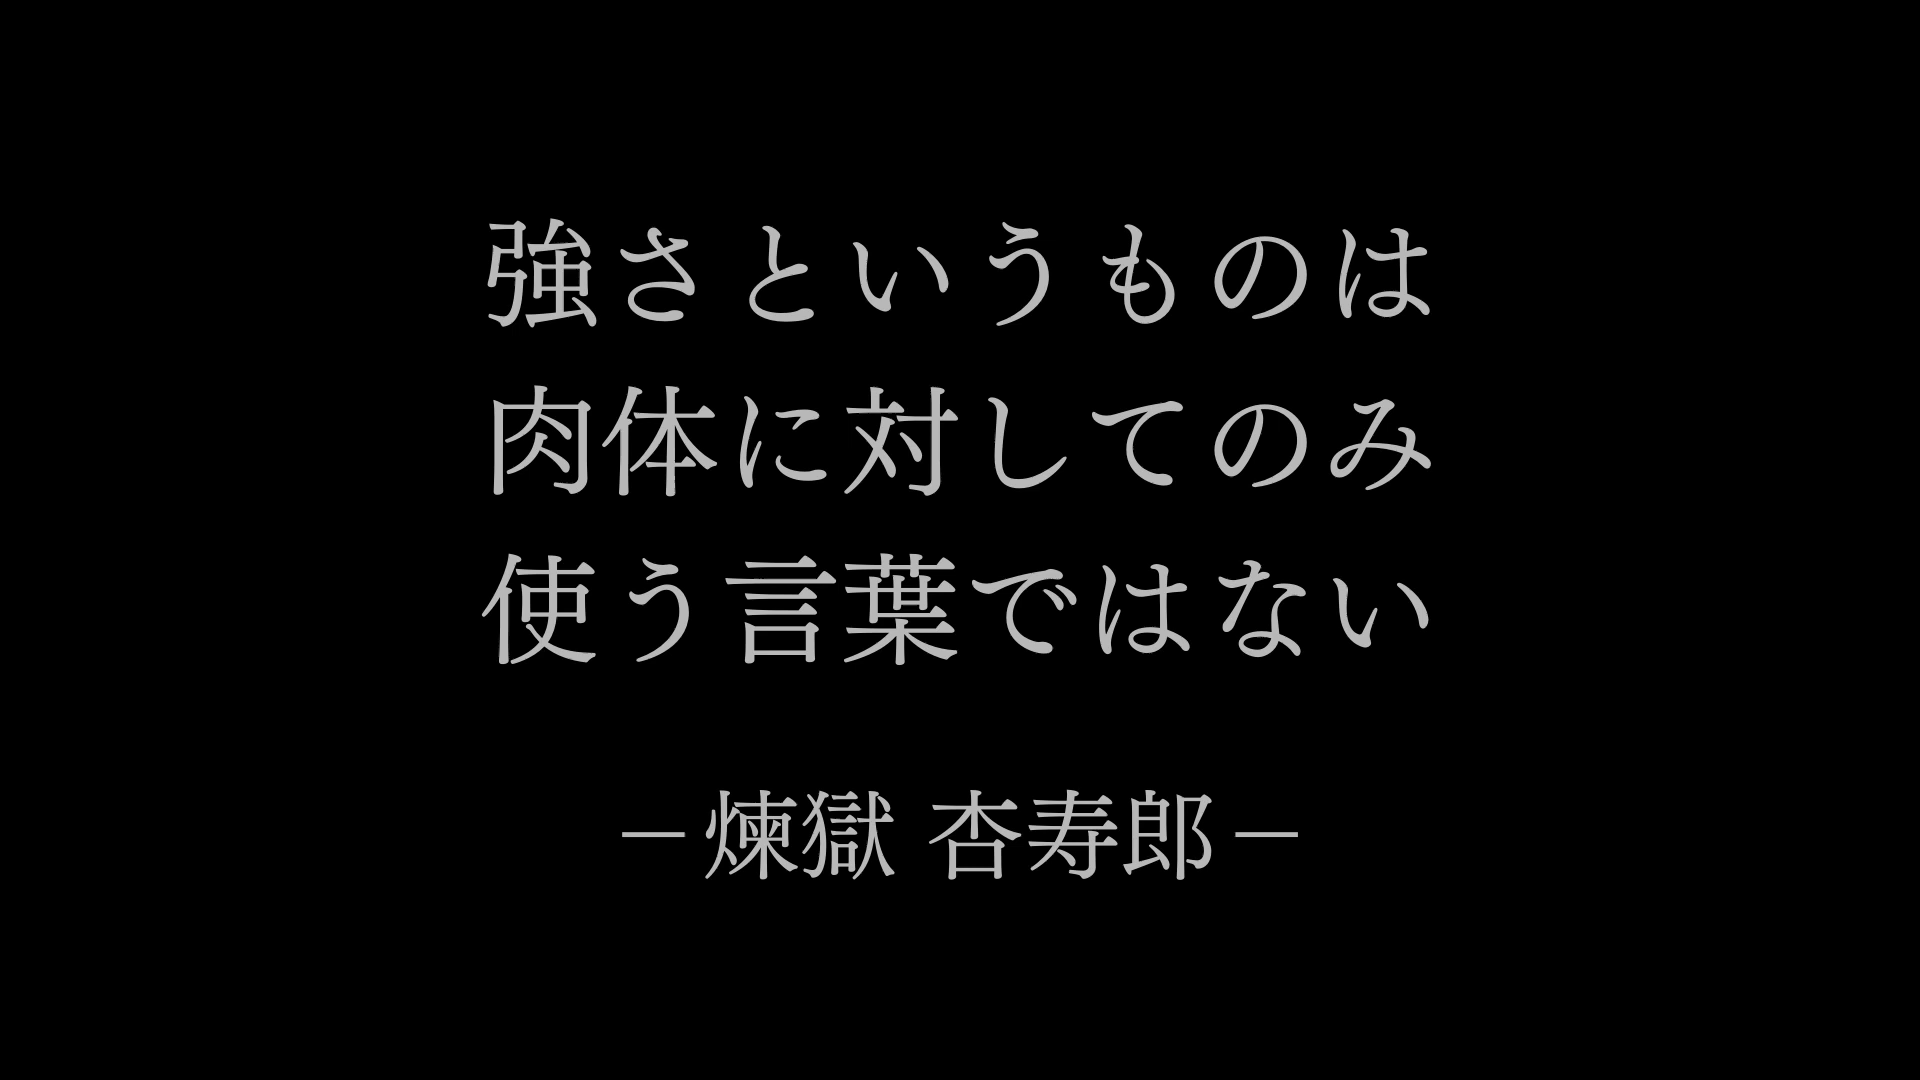 強さというものは
肉体に対してのみ
使う言葉ではない
－煉獄 杏寿郎－